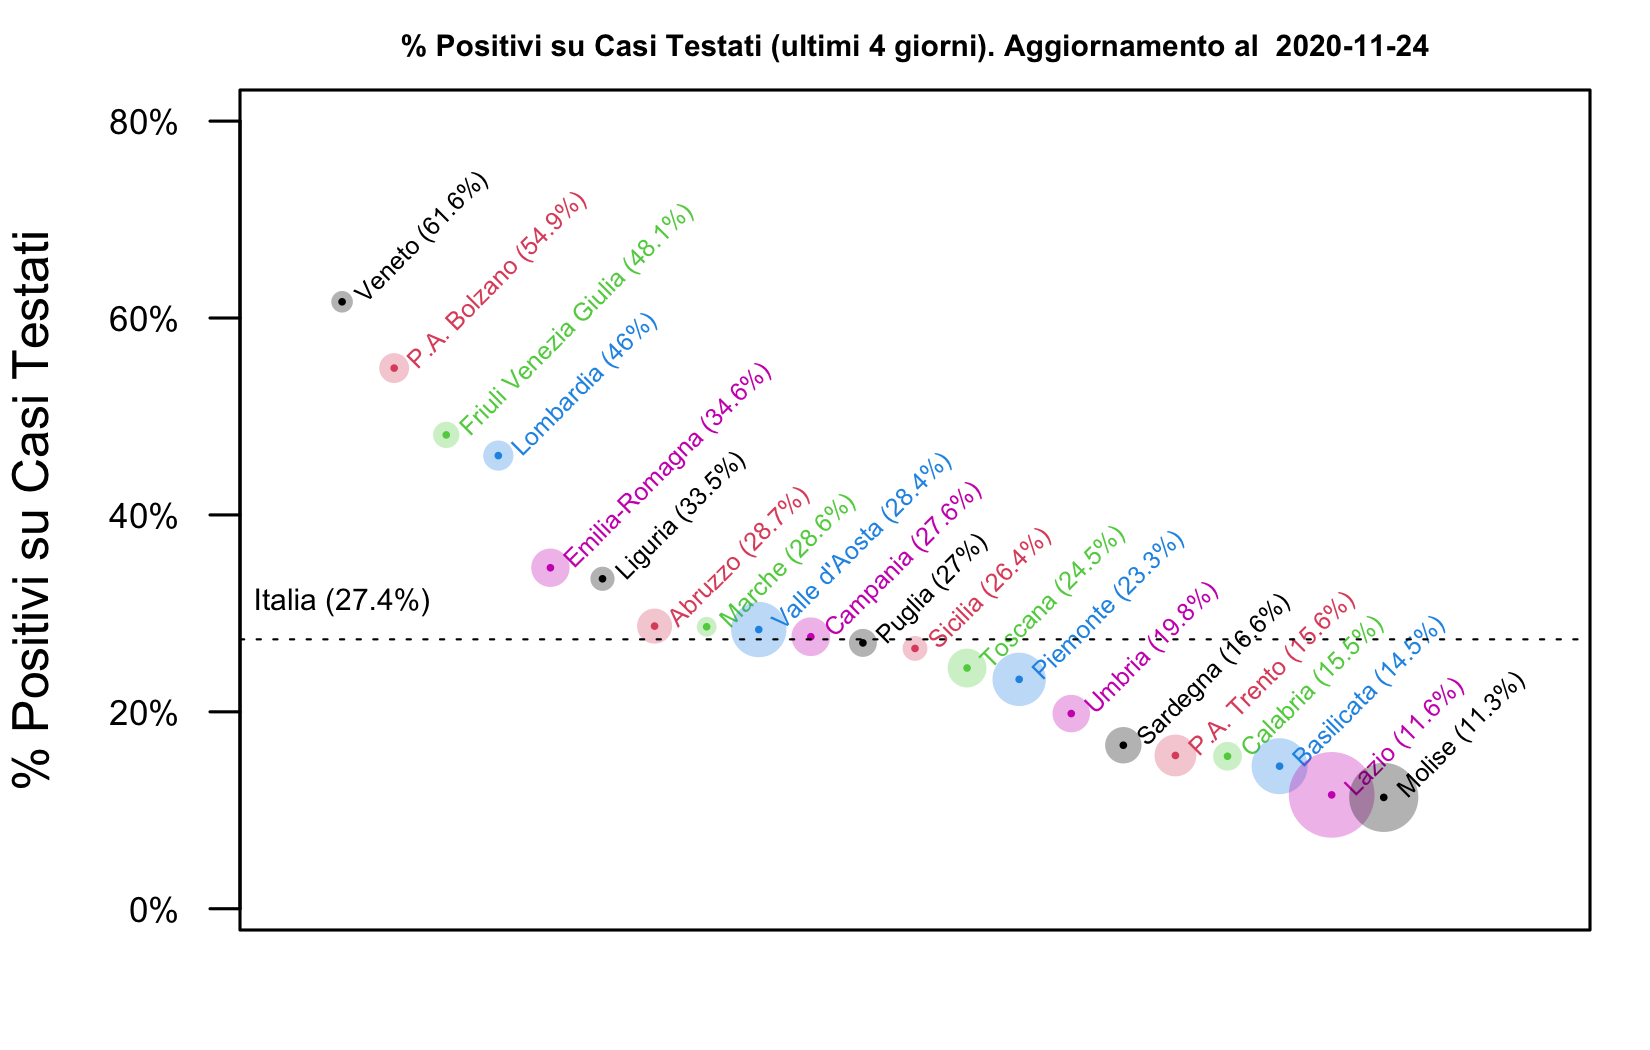 % Positivi su Casi Testati (ultimi 4 giorni). Aggiornamento al  2020-11-24
% Positivi su Casi Testati
80%
60%
40%
20%
0%
Italia (27.4%)
Veneto (61.6%)
P.A. Bolzano (54.9%)
Friuli Venezia Giulia (48.1%)
Lombardia (46%)
Emilia-Romagna (34.6%)
Liguria (33.5%)
Abruzzo (28.7%)
Marche (28.6%)
Valle d'Aosta (28.4%)
Campania (27.6%)
Puglia (27%)
Sicilia (26.4%)
Toscana (24.5%)
Piemonte (23.3%)
Umbria (19.8%)
Sardegna (16.6%)
P.A. Trento (15.6%)
Calabria (15.5%)
Basilicata (14.5%)
Lazio (11.6%)
Molise (11.3%)